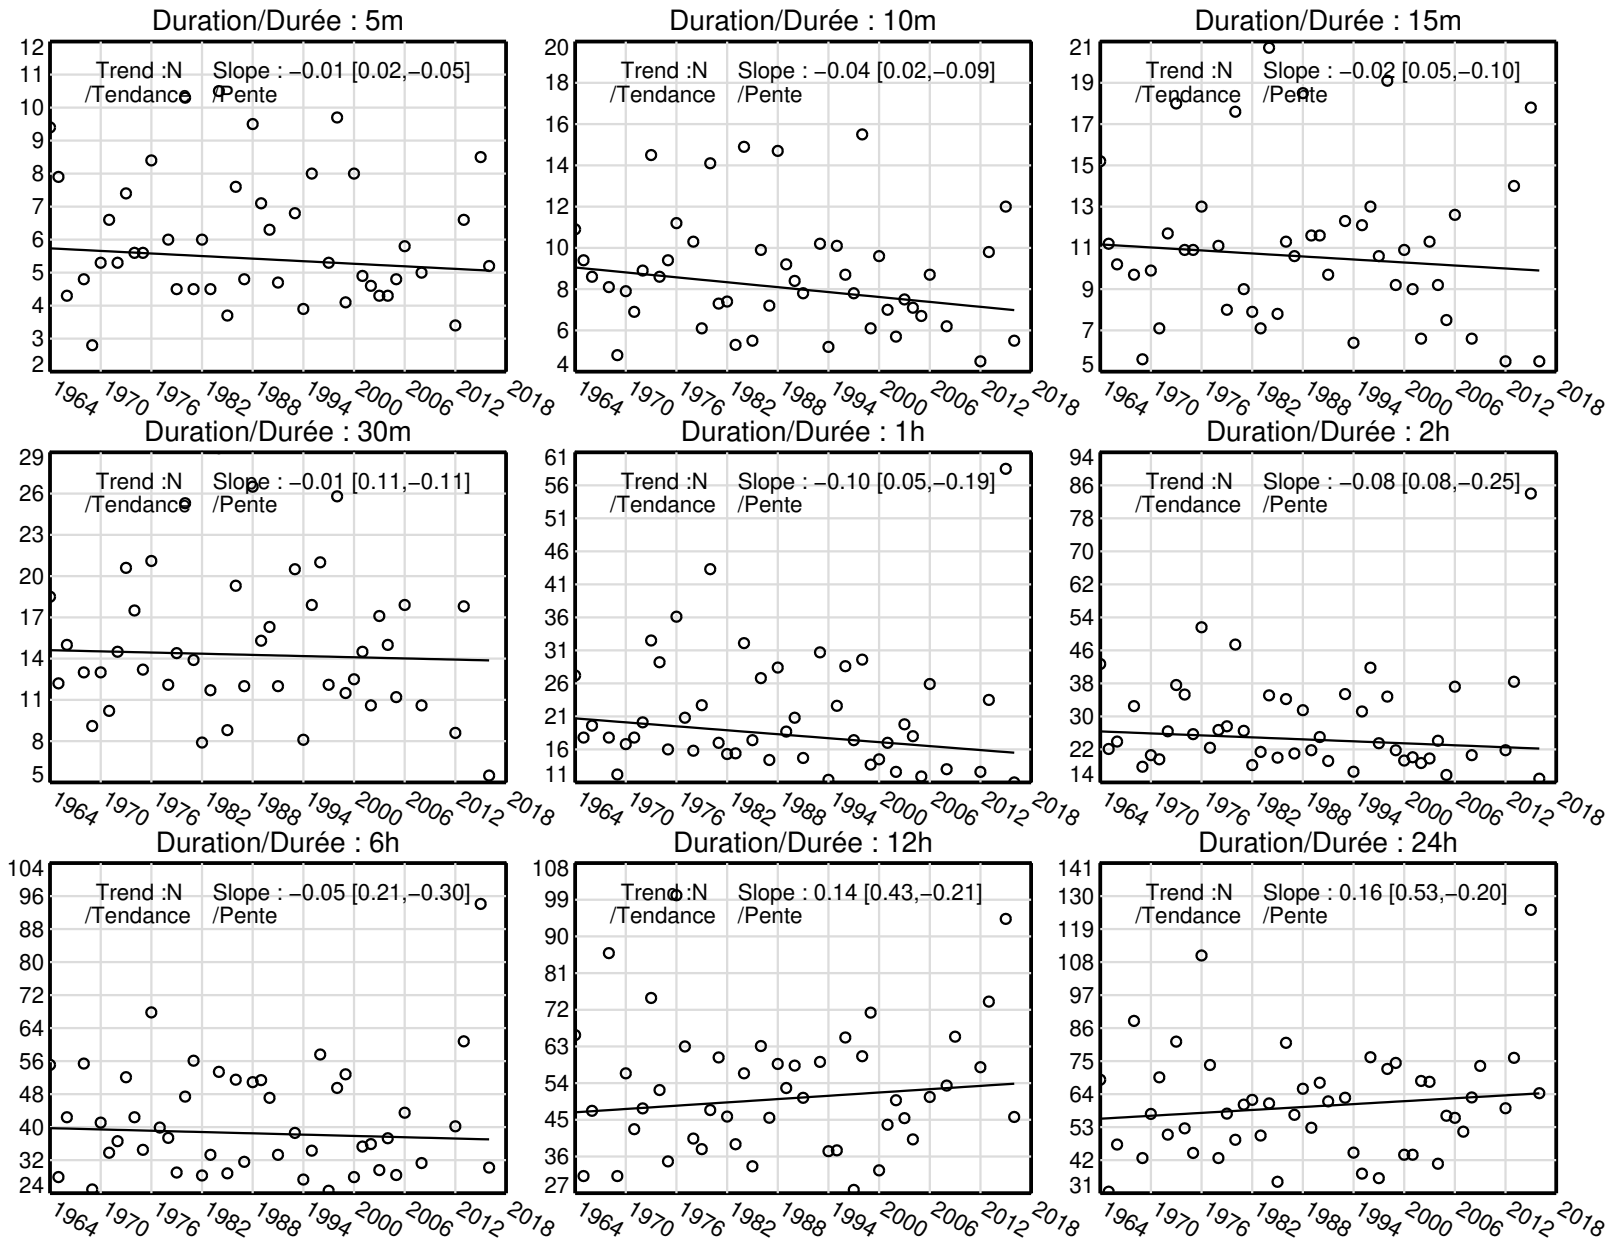 Duration/Durée : 5m
12
11
10
9
8
7
6
5
4
3
2
Trend :N Slope : −0.01 [0.02,−0.05]
/Tendance /Pente
1964 1970 1976 1982 1988 1994 2000 2006 2012 2018
Duration/Durée : 10m
20
18
16
14
12
10
8
6
4
Trend :N Slope : −0.04 [0.02,−0.09]
/Tendance /Pente
1964 1970 1976 1982 1988 1994 2000 2006 2012 2018
Duration/Durée : 15m
21
19
17
15
13
11
9
7
5
Trend :N Slope : −0.02 [0.05,−0.10]
/Tendance /Pente
1964 1970 1976 1982 1988 1994 2000 2006 2012 2018
Duration/Durée : 30m
29
26
23
20
17
14
11
8
5
Trend :N Slope : −0.01 [0.11,−0.11]
/Tendance /Pente
1964 1970 1976 1982 1988 1994 2000 2006 2012 2018
Duration/Durée : 1h
61
56
51
46
41
36
31
26
21
16
11
Trend :N Slope : −0.10 [0.05,−0.19]
/Tendance /Pente
1964 1970 1976 1982 1988 1994 2000 2006 2012 2018
Duration/Durée : 2h
94
86
78
70
62
54
46
38
30
22
14
Trend :N Slope : −0.08 [0.08,−0.25]
/Tendance /Pente
1964 1970 1976 1982 1988 1994 2000 2006 2012 2018
Duration/Durée : 6h
104
96
88
80
72
64
56
48
40
32
24
Trend :N Slope : −0.05 [0.21,−0.30]
/Tendance /Pente
1964 1970 1976 1982 1988 1994 2000 2006 2012 2018
Duration/Durée : 12h
108
99
90
81
72
63
54
45
36
27
Trend :N Slope : 0.14 [0.43,−0.21]
/Tendance /Pente
1964 1970 1976 1982 1988 1994 2000 2006 2012 2018
Duration/Durée : 24h
141
130
119
108
97
86
75
64
53
42
31
Trend :N Slope : 0.16 [0.53,−0.20]
/Tendance /Pente
1964 1970 1976 1982 1988 1994 2000 2006 2012 2018